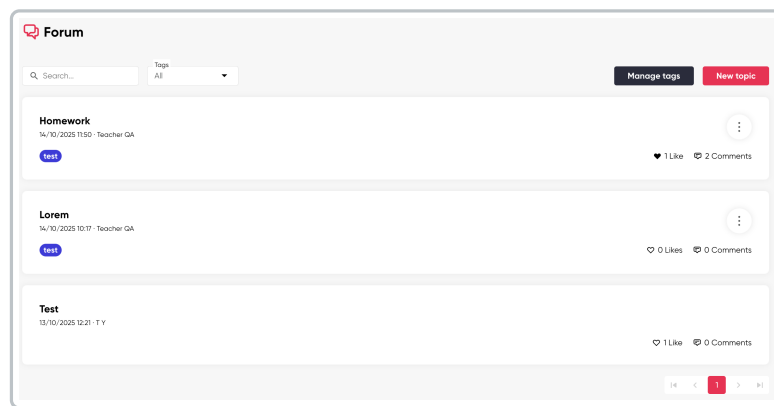 Forum
Tags
Search...
All
Manage tags
New topic
Homework
14/10/2025 11:50 · Teacher QA
test
1 Like
2 Comments
Lorem
14/10/2025 10:17 · Teacher QA
test
0 Likes
0 Comments
Test
13/10/2025 12:21 · T Y
1 Like
0 Comments
1